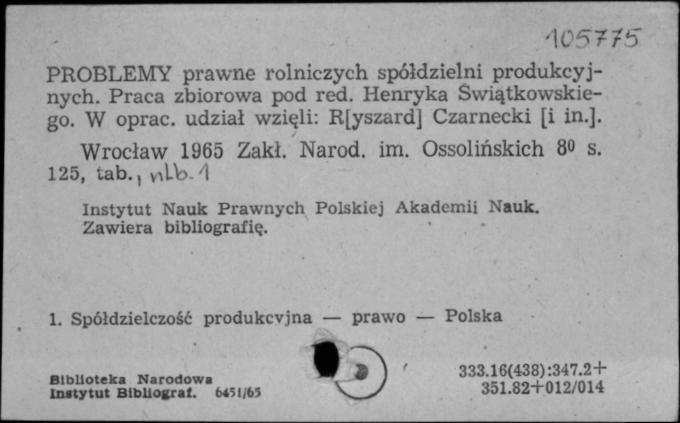 105775
PROBLEMY prawne rolniczych spółdzielni produkcyj-
nych. Praca zbiorowa pod red. Henryka Świątkowskie-
go. W oprac. udział wzięli: R[yszard] Czarnecki [i in.].
Wrocław 1965 Zakł. Narod. im. Ossolińskich 8⁰ s.
125, tab., nlb. 1
Instytut Nauk Prawnych Polskiej Akademii Nauk.
Zawiera bibliografię.
1. Spółdzielczość produkcyjna — prawo — Polska
333.16(438):347.2+
351.82+012/014
Biblioteka Narodowa
Instytut Bibliograf. 6451/65